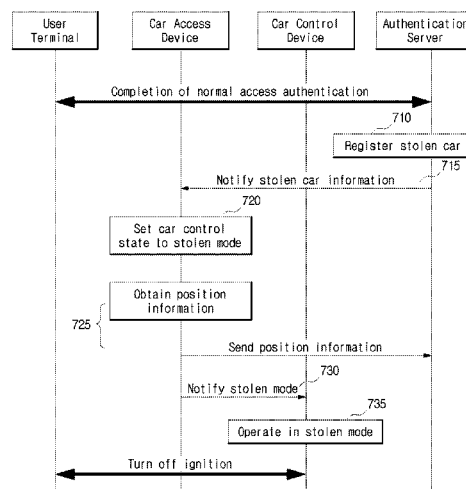 User
Terminal
Car Access
Device
Car Control
Device
Authentication
Server
Completion of normal access authentication
710
Register stolen car
715
Notify stolen car information
720
Set car control
state to stolen mode
Obtain position
information
725
Send position information
730
Notify stolen mode
735
Operate in stolen mode
Turn off ignition